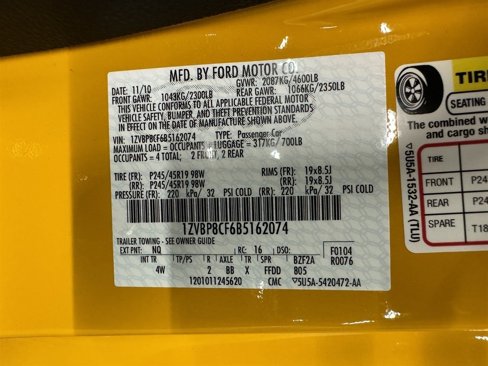 MFD. BY FORD MOTOR CO.
DATE: 11/10 GVWR: 2087KG/4600LB
FRONT GAWR: 1043KG/2300LB REAR GAWR: 1066KG/2350LB
THIS VEHICLE CONFORMS TO ALL APPLICABLE FEDERAL MOTOR
VEHICLE SAFETY, BUMPER, AND THEFT PREVENTION STANDARDS
IN EFFECT ON THE DATE OF MANUFACTURE SHOWN ABOVE.
VIN: 1ZVBP8CF6B5162074 TYPE: Passenger Car
MAXIMUM LOAD = OCCUPANTS + LUGGAGE = 317KG/700LB
OCCUPANTS = 4 TOTAL; 2 FRONT, 2 REAR
TIRE (FR): P245/45R19 98W RIMS (FR): 19x8.5J
(RR): P245/45R19 98W (RR): 19x8.5J
PRESSURE (FR): 220 kPa/ 32 PSI COLD (RR): 220 kPa/ 32 PSI COLD
1ZVBP8CF6B5162074
TRAILER TOWING - SEE OWNER GUIDE
EXT PNT: NQ RC: 16 DSO: F0104
INT TR TP/PS R AXLE TR SPR BZF2A R0076
4W 2 BB X FFDD 805
1201011245620 CMC ▽5U5A-5420472-AA
TIRE
SEATING
The combined w
and cargo sh
▽5U5A-1532-AA (TLU)
TIRE
FRONT P24
REAR P24
SPARE T18